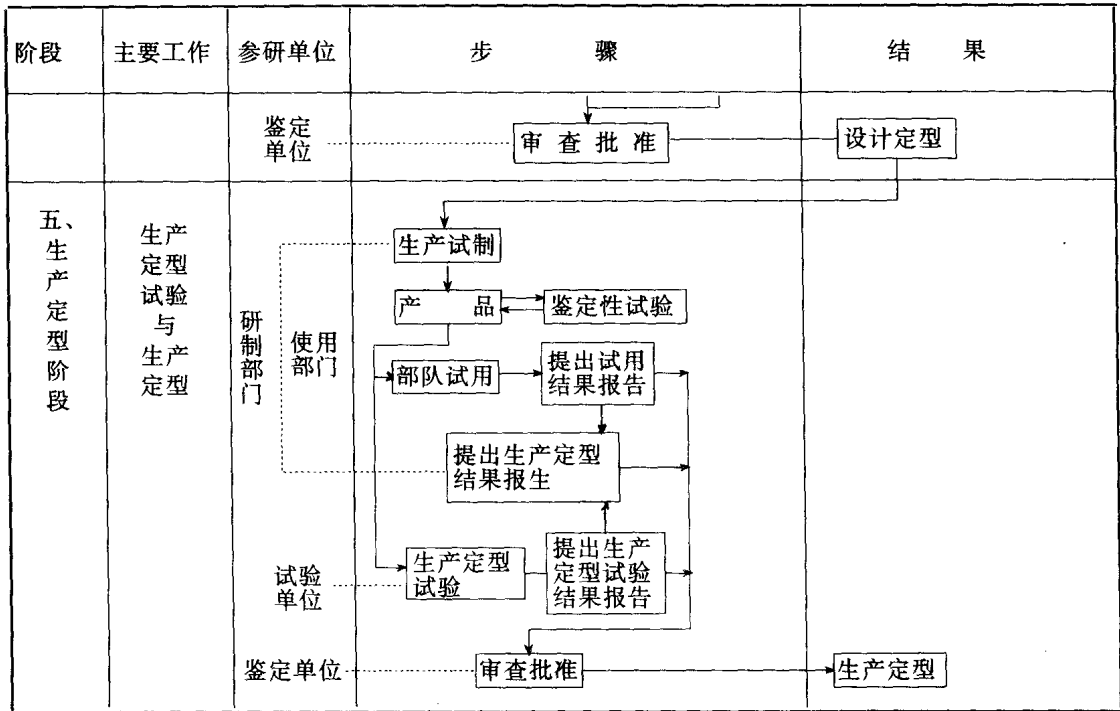 阶段 主要工作 参研单位 步 骤 结 果
鉴定
单位
审 查 批 准
设计定型
五、
生
产
定
型
阶
段
生产
定型
试验
与
生产
定型
研
制
部
门
使用
部门
生产试制
产 品
鉴定性试验
部队试用
提出试用
结果报告
提出生产定型
结果报生
试验
单位
生产定型
试验
提出生产
定型试验
结果报告
鉴定单位
审查批准
生产定型